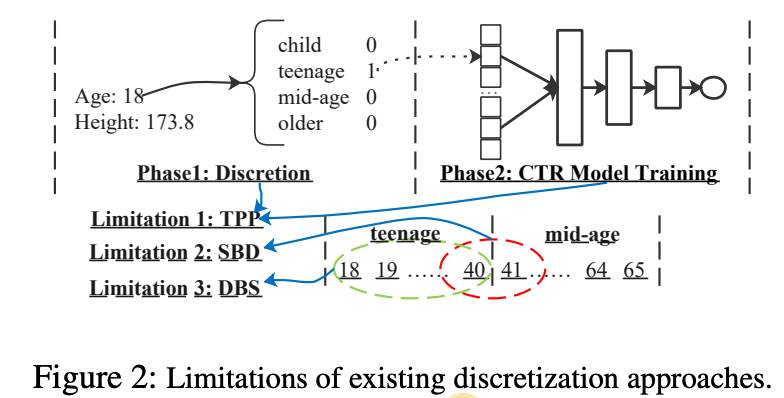 child 0
teenage 1
mid-age 0
older 0
Age: 18
Height: 173.8
...
Phase1: Discretion
Phase2: CTR Model Training
Limitation 1: TPP
Limitation 2: SBD
Limitation 3: DBS
teenage mid-age
18 19 ...... 40 41 ...... 64 65
Figure 2: Limitations of existing discretization approaches.